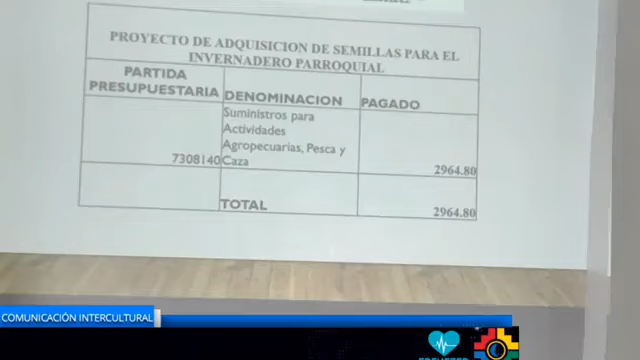 PROYECTO DE ADQUISICION DE SEMILLAS PARA EL
INVERNADERO PARROQUIAL
PARTIDA
PRESUPUESTARIA
DENOMINACION
PAGADO
7308140
Suministros para
Actividades
Agropecuarias, Pesca y
Caza
2964.80
TOTAL
2964.80
COMUNICACIÓN INTERCULTURAL